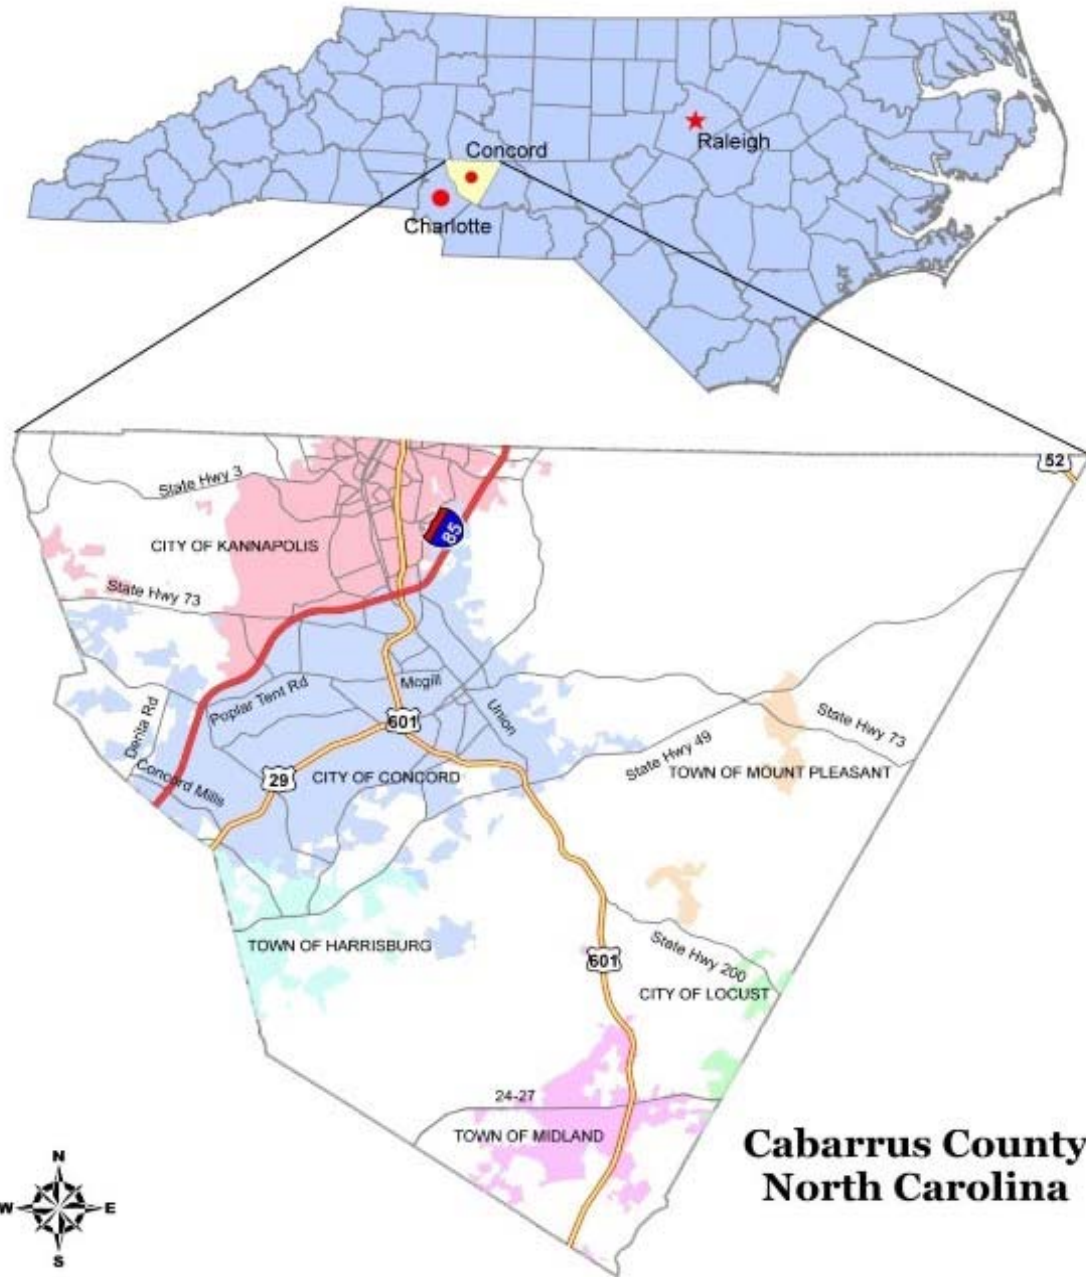 Raleigh
Concord
Charlotte
52
State Hwy 3
85
CITY OF KANNAPOLIS
State Hwy 73
Mcgill
Poplar Tent Rd
Union
Derita Rd
601
State Hwy 73
State Hwy 49
Concord Mills
29
CITY OF CONCORD
TOWN OF MOUNT PLEASANT
TOWN OF HARRISBURG
State Hwy 200
601
CITY OF LOCUST
24-27
TOWN OF MIDLAND
Cabarrus County
North Carolina
N
W
E
S